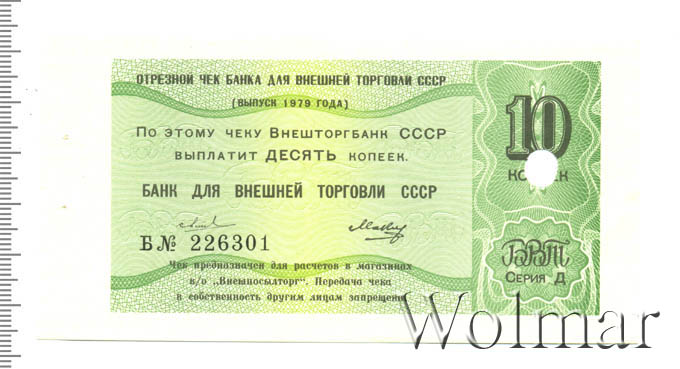 ОТРЕЗНОЙ ЧЕК БАНКА ДЛЯ ВНЕШНЕЙ ТОРГОВЛИ СССР
(ВЫПУСК 1979 ГОДА)
По этому чеку Внешторгбанк СССР
выплатит ДЕСЯТЬ копеек.
БАНК ДЛЯ ВНЕШНЕЙ ТОРГОВЛИ СССР
Б № 226301
Чек предназначен для расчетов в магазинах
в/о „Внешпосылторг". Передача чека
в собственность другим лицам запрещен
10
БВТ
Серия Д
Wolmar